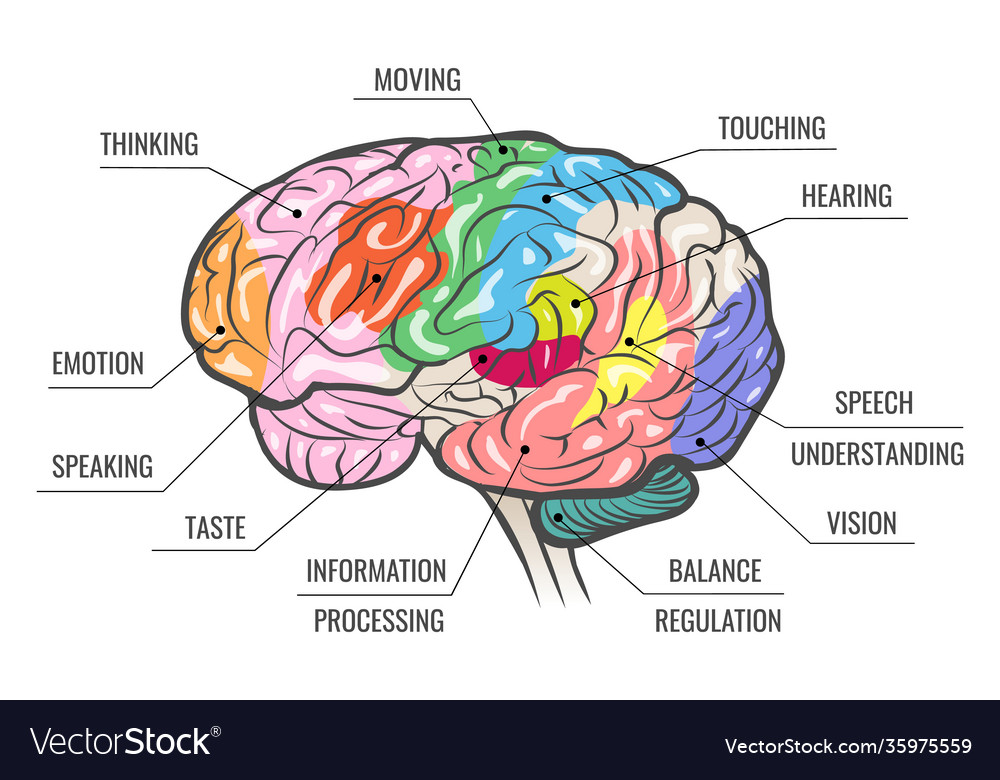 MOVING
THINKING
TOUCHING
HEARING
EMOTION
SPEAKING
SPEECH
UNDERSTANDING
TASTE
VISION
INFORMATION
PROCESSING
BALANCE
REGULATION
VectorStock®
VectorStock.com/35975559